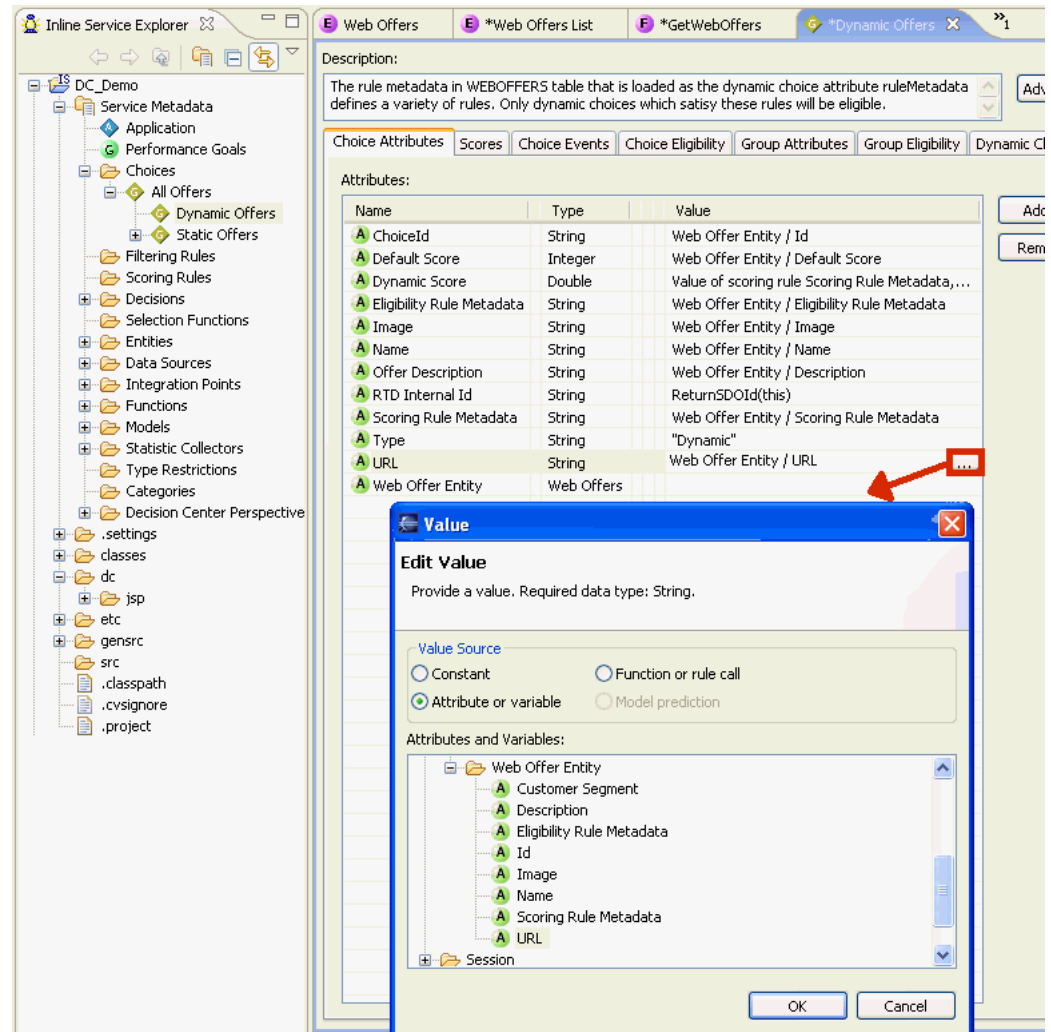 Inline Service Explorer
IS
DC_Demo
Service Metadata
Application
Performance Goals
Choices
All Offers
Dynamic Offers
Static Offers
Filtering Rules
Scoring Rules
Decisions
Selection Functions
Entities
Data Sources
Integration Points
Functions
Models
Statistic Collectors
Type Restrictions
Categories
Decision Center Perspective
.settings
classes
dc
jsp
etc
gensrc
src
.classpath
.cvsignore
.project
E Web Offers E *Web Offers List F *GetWebOffers G *Dynamic Offers »1
Description:
The rule metadata in WEBOFFERS table that is loaded as the dynamic choice attribute ruleMetadata
defines a variety of rules. Only dynamic choices which satisy these rules will be eligible.
Adv
Choice Attributes Scores Choice Events Choice Eligibility Group Attributes Group Eligibility Dynamic Ch
Attributes:
Name Type Value
A ChoiceId String Web Offer Entity / Id
A Default Score Integer Web Offer Entity / Default Score
A Dynamic Score Double Value of scoring rule Scoring Rule Metadata,...
A Eligibility Rule Metadata String Web Offer Entity / Eligibility Rule Metadata
A Image String Web Offer Entity / Image
A Name String Web Offer Entity / Name
A Offer Description String Web Offer Entity / Description
A RTD Internal Id String ReturnSDOId(this)
A Scoring Rule Metadata String Web Offer Entity / Scoring Rule Metadata
A Type String "Dynamic"
A URL String Web Offer Entity / URL ...
A Web Offer Entity Web Offers
Add
Rem
Value
Edit Value
Provide a value. Required data type: String.
Value Source
Constant Function or rule call
Attribute or variable Model prediction
Attributes and Variables:
Web Offer Entity
A Customer Segment
A Description
A Eligibility Rule Metadata
A Id
A Image
A Name
A Scoring Rule Metadata
A URL
Session
OK Cancel